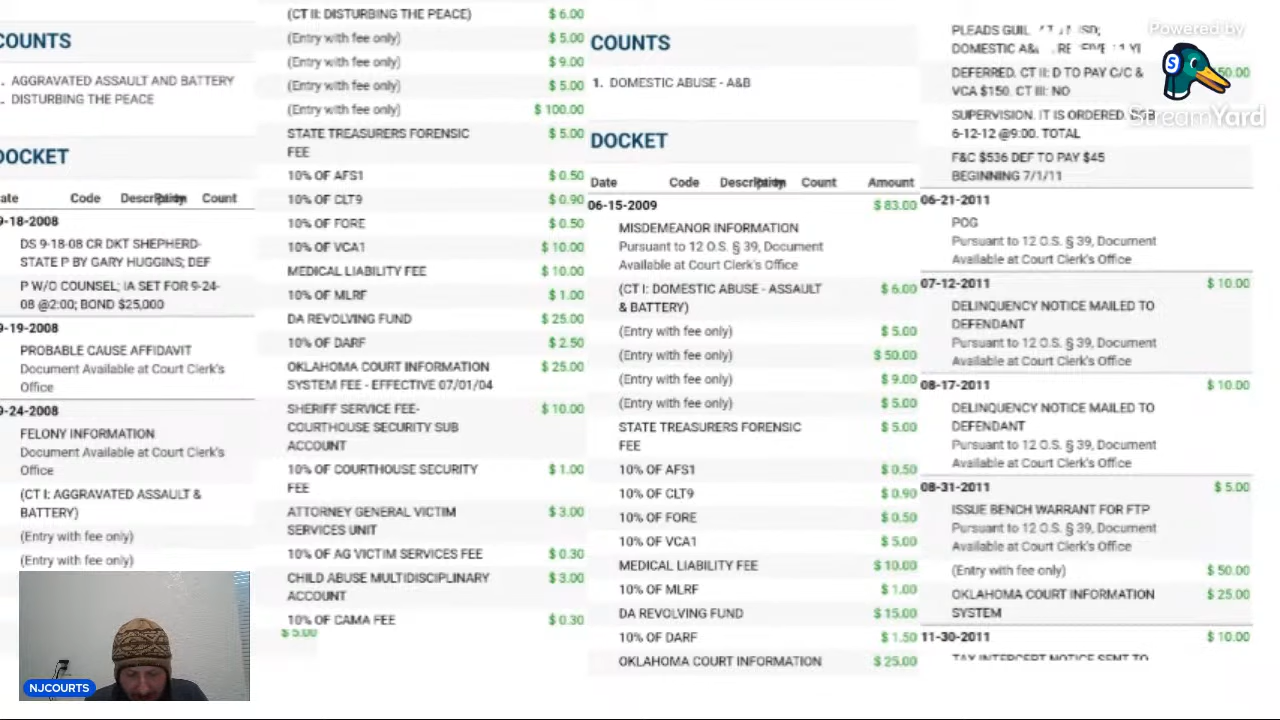 COUNTS
. AGGRAVATED ASSAULT AND BATTERY
. DISTURBING THE PEACE
DOCKET
ate Code Description Party Count
9-18-2008
DS 9-18-08 CR DKT SHEPHERD-
STATE P BY GARY HUGGINS; DEF
P W/O COUNSEL; IA SET FOR 9-24-
08 @2:00; BOND $25,000
9-19-2008
PROBABLE CAUSE AFFIDAVIT
Document Available at Court Clerk's
Office
9-24-2008
FELONY INFORMATION
Document Available at Court Clerk's
Office
(CT I: AGGRAVATED ASSAULT &
BATTERY)
(Entry with fee only)
(Entry with fee only)
NJCOURTS
(CT II: DISTURBING THE PEACE) $ 6.00
(Entry with fee only) $ 5.00
(Entry with fee only) $ 9.00
(Entry with fee only) $ 5.00
(Entry with fee only) $ 100.00
STATE TREASURERS FORENSIC $ 5.00
FEE
10% OF AFS1 $ 0.50
10% OF CLT9 $ 0.90
10% OF FORE $ 0.50
10% OF VCA1 $ 10.00
MEDICAL LIABILITY FEE $ 10.00
10% OF MLRF $ 1.00
DA REVOLVING FUND $ 25.00
10% OF DARF $ 2.50
OKLAHOMA COURT INFORMATION $ 25.00
SYSTEM FEE - EFFECTIVE 07/01/04
SHERIFF SERVICE FEE- $ 10.00
COURTHOUSE SECURITY SUB
ACCOUNT
10% OF COURTHOUSE SECURITY $ 1.00
FEE
ATTORNEY GENERAL VICTIM $ 3.00
SERVICES UNIT
10% OF AG VICTIM SERVICES FEE $ 0.30
CHILD ABUSE MULTIDISCIPLINARY $ 3.00
ACCOUNT
10% OF CAMA FEE $ 0.30
$ 5.00
COUNTS
1. DOMESTIC ABUSE - A&B
DOCKET
Date Code Description Party Count Amount
06-15-2009 $ 83.00
MISDEMEANOR INFORMATION
Pursuant to 12 O.S. § 39, Document
Available at Court Clerk's Office
(CT I: DOMESTIC ABUSE - ASSAULT $ 6.00
& BATTERY)
(Entry with fee only) $ 5.00
(Entry with fee only) $ 50.00
(Entry with fee only) $ 9.00
(Entry with fee only) $ 5.00
STATE TREASURERS FORENSIC $ 5.00
FEE
10% OF AFS1 $ 0.50
10% OF CLT9 $ 0.90
10% OF FORE $ 0.50
10% OF VCA1 $ 5.00
MEDICAL LIABILITY FEE $ 10.00
10% OF MLRF $ 1.00
DA REVOLVING FUND $ 15.00
10% OF DARF $ 1.50
OKLAHOMA COURT INFORMATION $ 25.00
PLEADS
DOMESTIC
DEFERRED. CT II: D TO PAY C/C & 50.00
VCA $150. CT III: NO
SUPERVISION. IT IS ORDERED.
6-12-12 @9:00. TOTAL
F&C $536 DEF TO PAY $45
BEGINNING 7/1/11
06-21-2011
POG
Pursuant to 12 O.S. § 39, Document
Available at Court Clerk's Office
07-12-2011 $ 10.00
DELINQUENCY NOTICE MAILED TO
DEFENDANT
Pursuant to 12 O.S. § 39, Document
Available at Court Clerk's Office
08-17-2011 $ 10.00
DELINQUENCY NOTICE MAILED TO
DEFENDANT
Pursuant to 12 O.S. § 39, Document
Available at Court Clerk's Office
08-31-2011 $ 5.00
ISSUE BENCH WARRANT FOR FTP
Pursuant to 12 O.S. § 39, Document
Available at Court Clerk's Office
(Entry with fee only) $ 50.00
OKLAHOMA COURT INFORMATION $ 25.00
SYSTEM
11-30-2011 $ 10.00
TAX INTERCEPT NOTICE SENT TO
Powered by
S
StreamYard